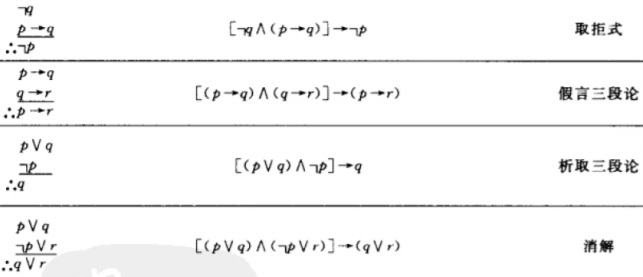 ¬q
p→q
∴¬p
[¬q∧(p→q)]→¬p
取拒式
p→q
q→r
∴p→r
[(p→q)∧(q→r)]→(p→r)
假言三段论
p∨q
¬p
∴q
[(p∨q)∧¬p]→q
析取三段论
p∨q
¬p∨r
∴q∨r
[(p∨q)∧(¬p∨r)]→(q∨r)
消解